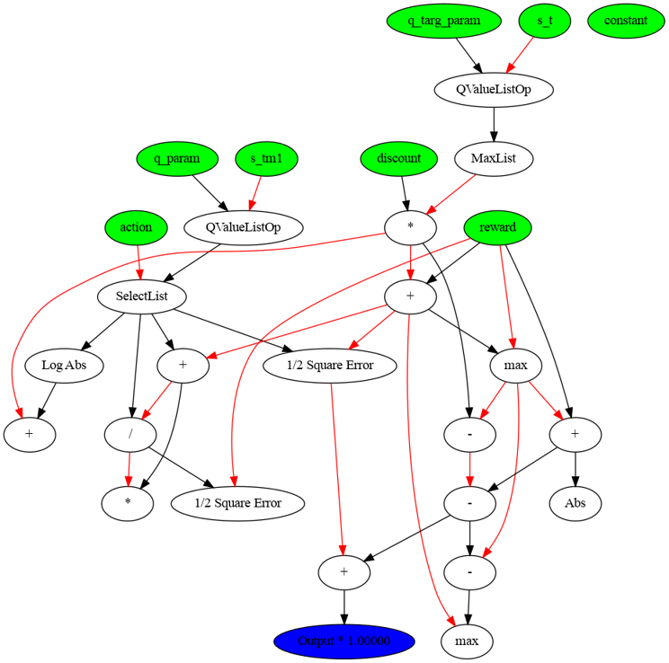 q_targ_param s_t constant
QValueListOp
q_param s_tm1 discount MaxList
action QValueListOp * reward
SelectList +
Log Abs + 1/2 Square Error max
+ / - +
* 1/2 Square Error - Abs
+ -
Output * 1.00000 max